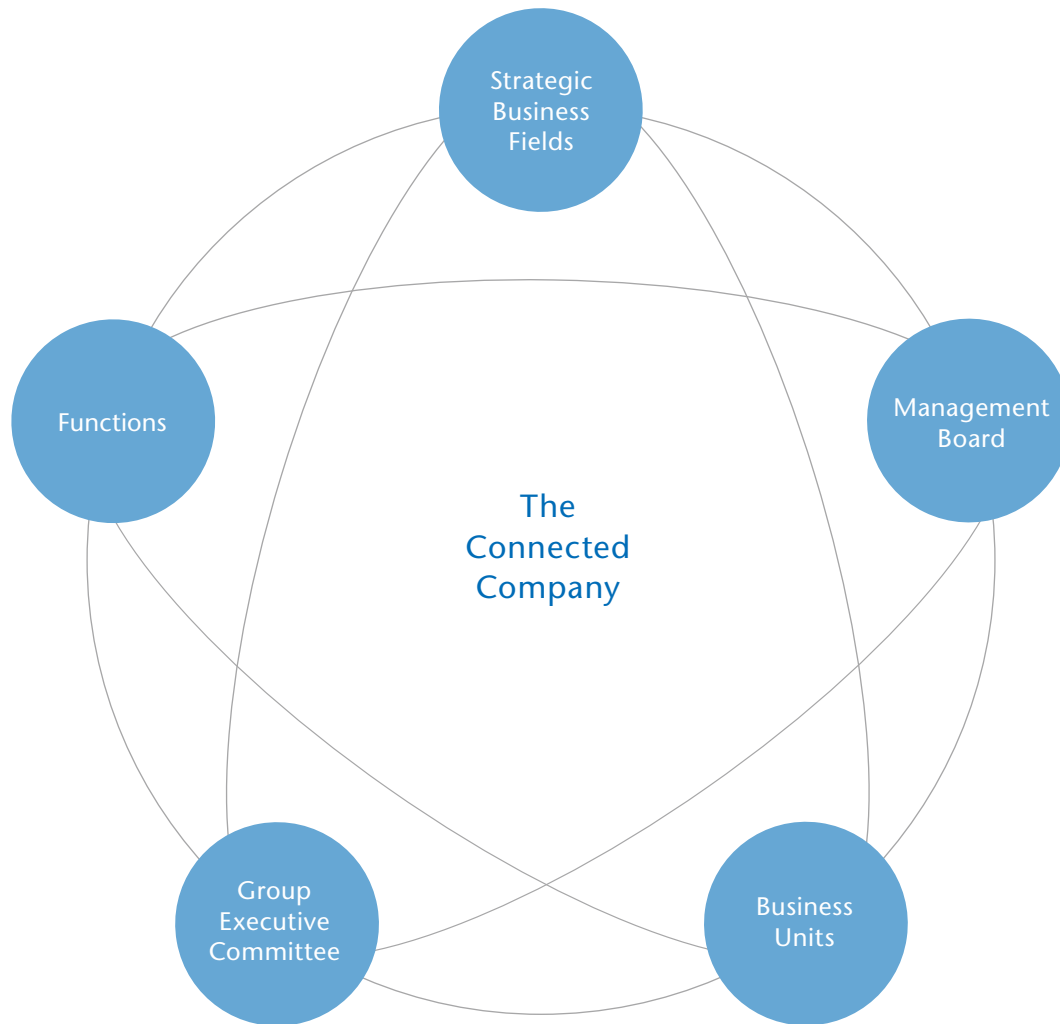 Strategic
Business
Fields
Functions
Management
Board
The
Connected
Company
Group
Executive
Committee
Business
Units